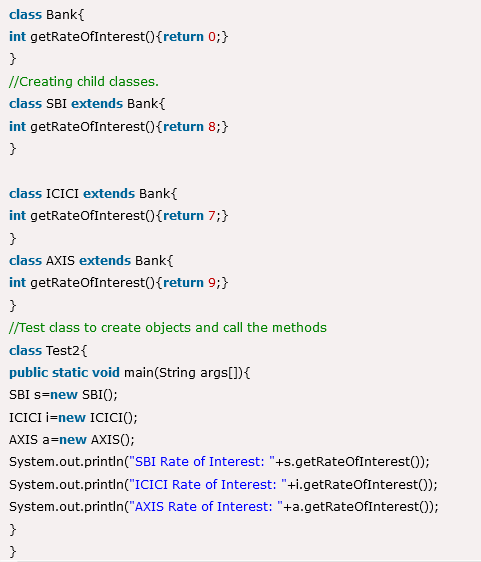 class Bank{
int getRateOfInterest(){return 0;}
}
//Creating child classes.
class SBI extends Bank{
int getRateOfInterest(){return 8;}
}
class ICICI extends Bank{
int getRateOfInterest(){return 7;}
}
class AXIS extends Bank{
int getRateOfInterest(){return 9;}
}
//Test class to create objects and call the methods
class Test2{
public static void main(String args[]){
SBI s=new SBI();
ICICI i=new ICICI();
AXIS a=new AXIS();
System.out.println("SBI Rate of Interest: "+s.getRateOfInterest());
System.out.println("ICICI Rate of Interest: "+i.getRateOfInterest());
System.out.println("AXIS Rate of Interest: "+a.getRateOfInterest());
}
}